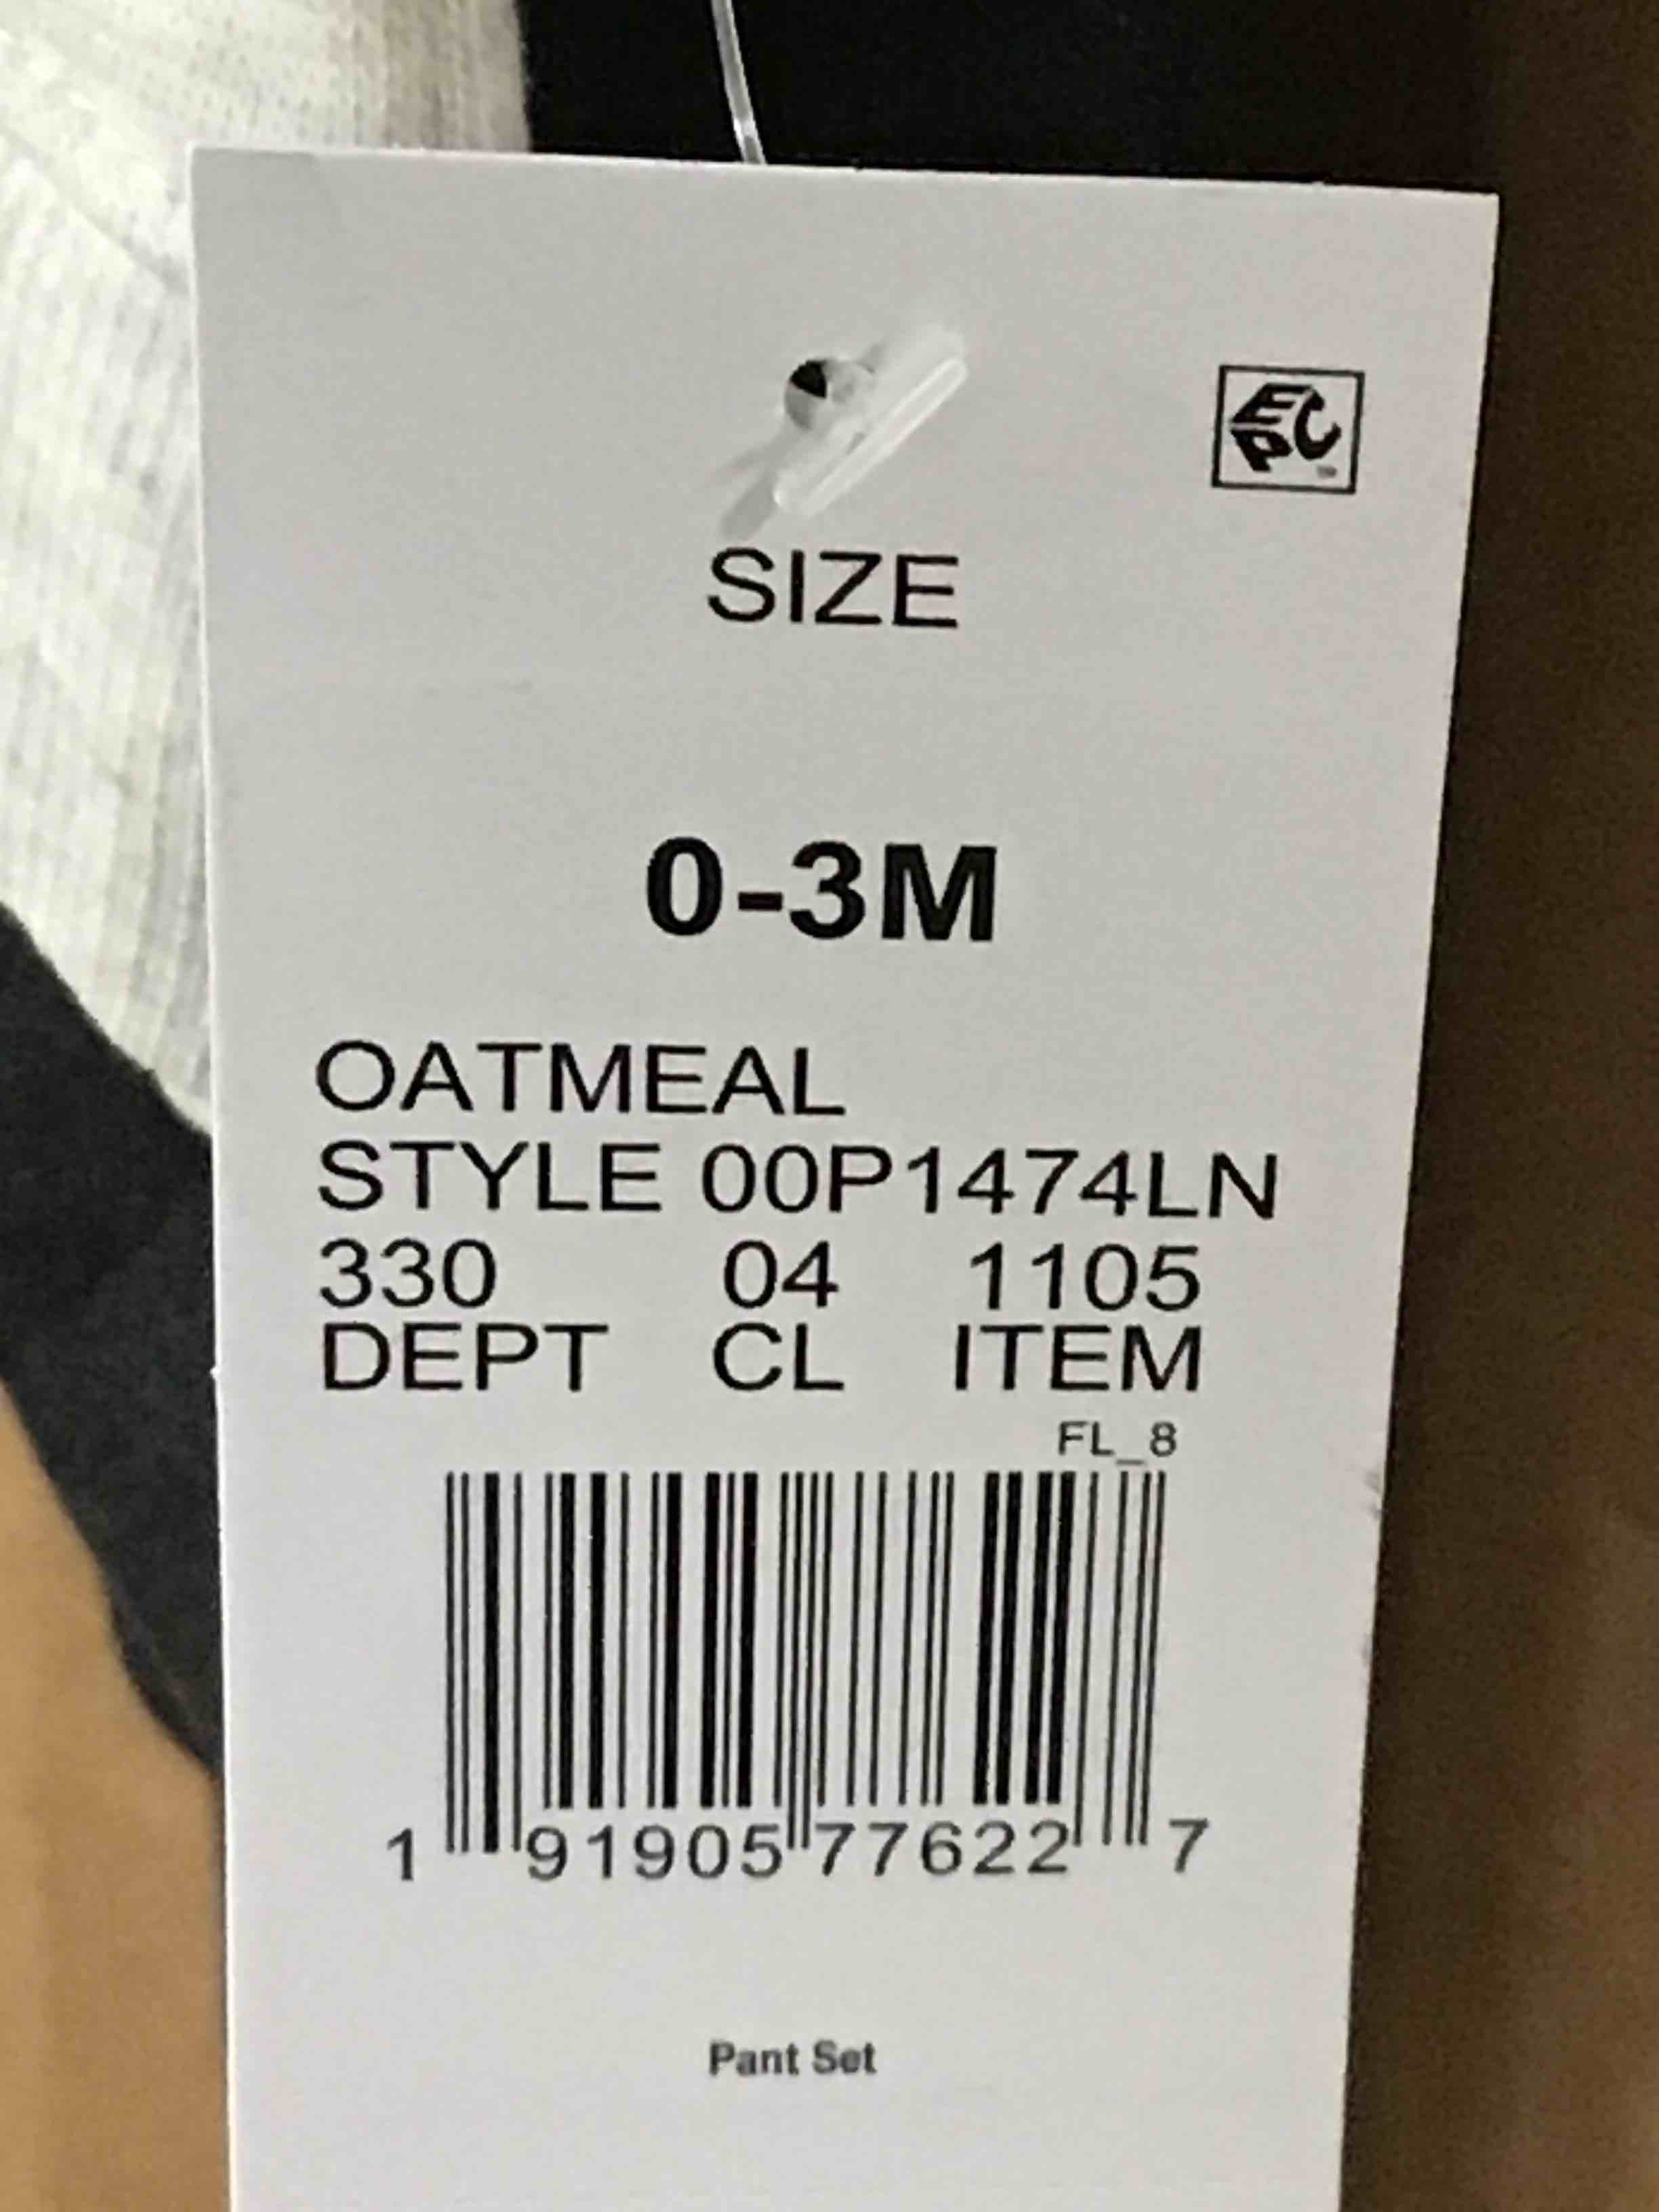 EPC
SIZE
0-3M
OATMEAL
STYLE 00P1474LN
330 04 1105
DEPT CL ITEM
FL_8
1 91905 77622 7
Pant Set